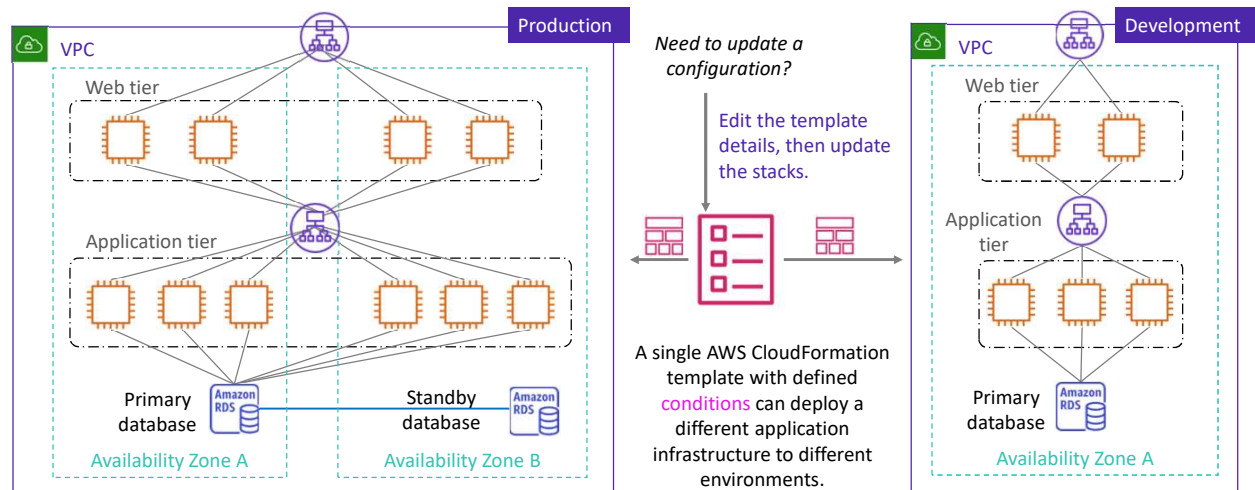 Production
VPC
Web tier
Application tier
Primary
database
Amazon
RDS
Standby
database
Amazon
RDS
Availability Zone A
Availability Zone B
Need to update a
configuration?
Edit the template
details, then update
the stacks.
A single AWS CloudFormation
template with defined
conditions can deploy a
different application
infrastructure to different
environments.
Development
VPC
Web tier
Application
tier
Primary
database
Amazon
RDS
Availability Zone A